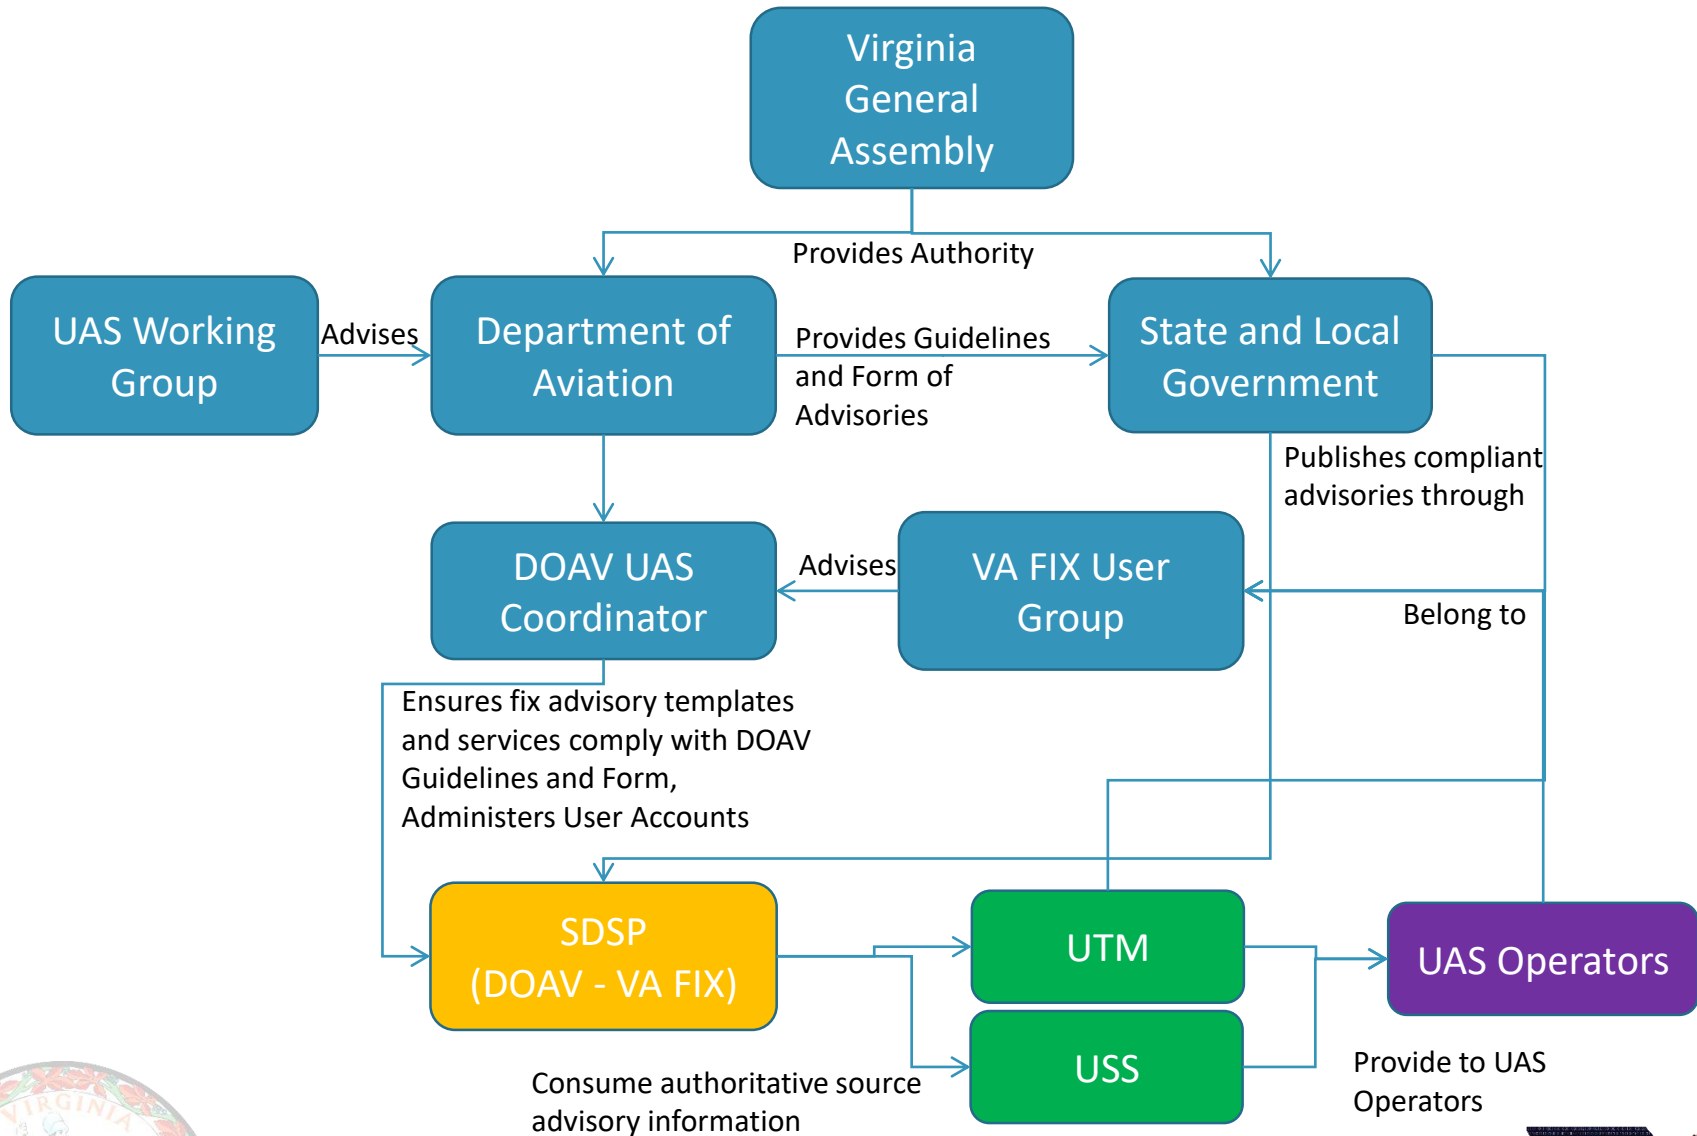 Virginia
General
Assembly
Provides Authority
UAS Working
Group
Advises
Department of
Aviation
Provides Guidelines
and Form of
Advisories
State and Local
Government
Publishes compliant
advisories through
DOAV UAS
Coordinator
Advises
VA FIX User
Group
Belong to
Ensures fix advisory templates
and services comply with DOAV
Guidelines and Form,
Administers User Accounts
SDSP
(DOAV - VA FIX)
UTM
UAS Operators
USS
Consume authoritative source
advisory information
Provide to UAS
Operators
VIRGINIA